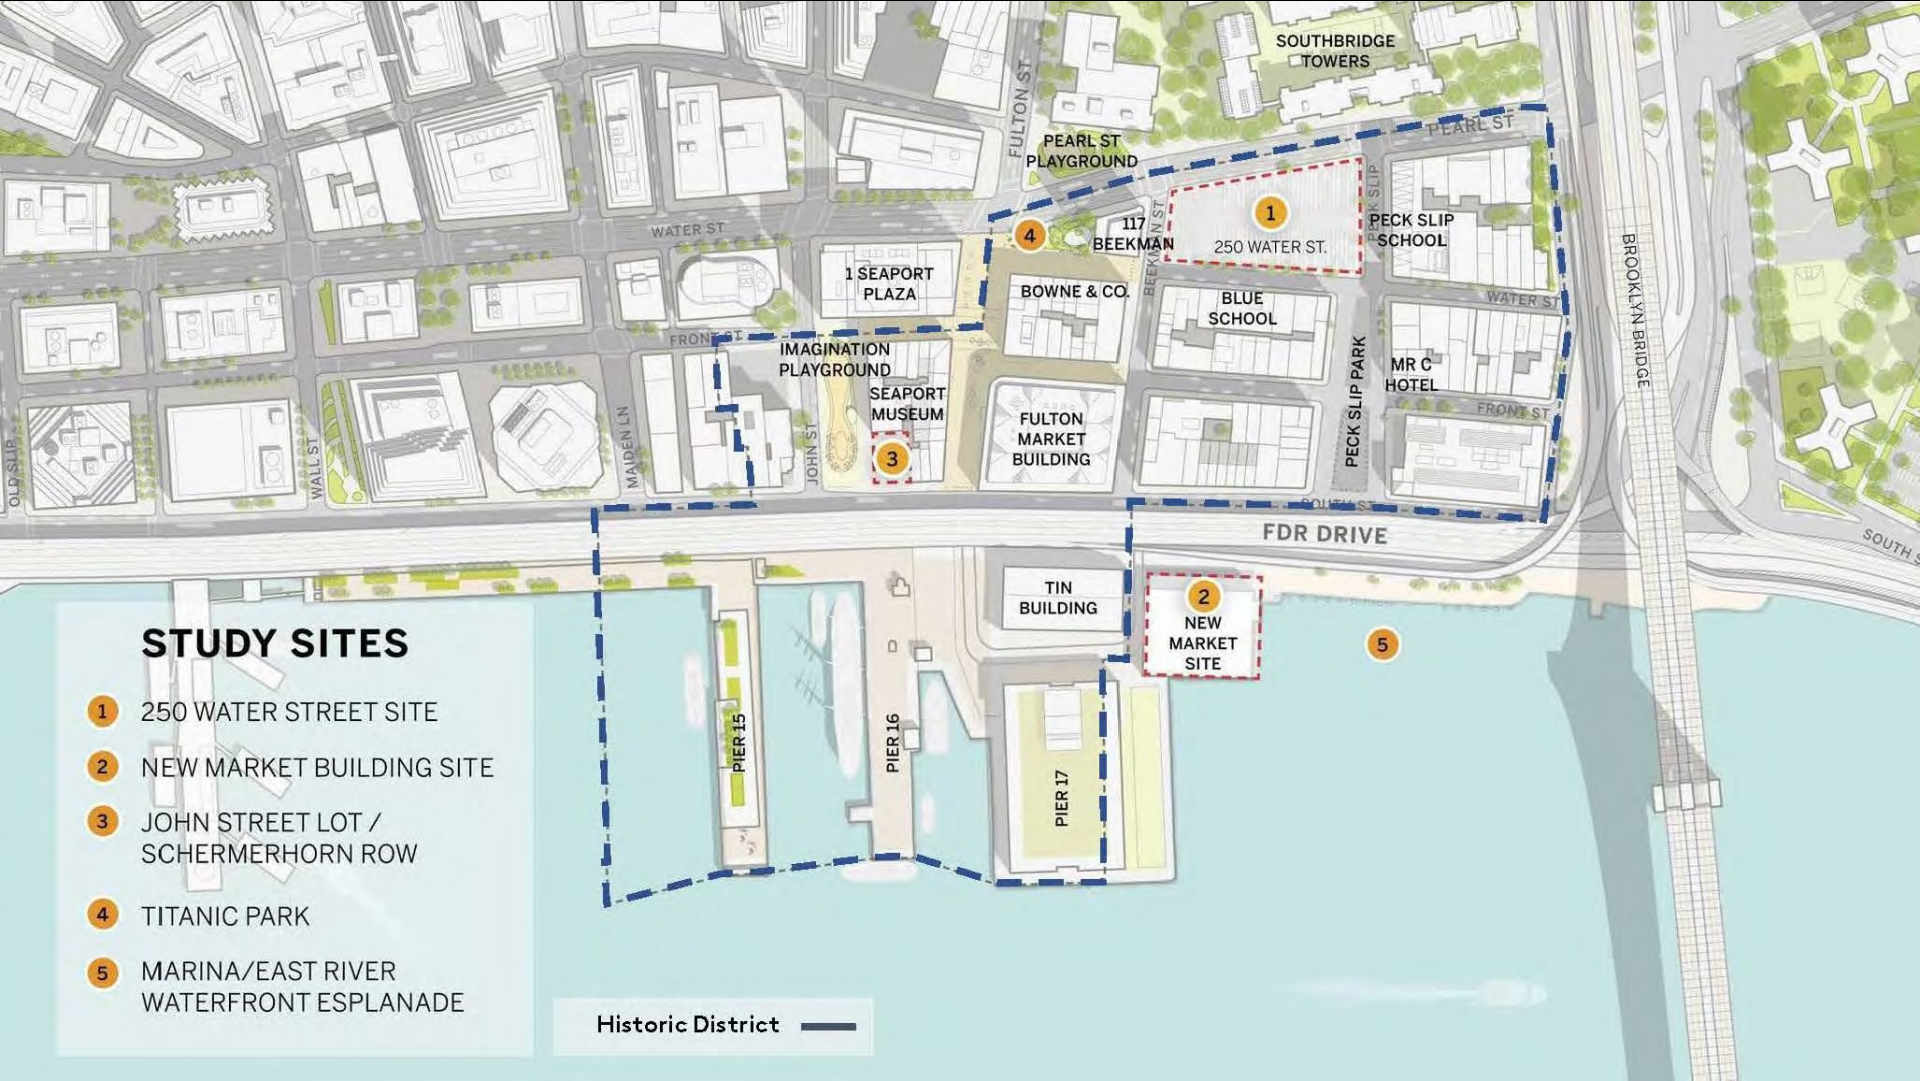 SOUTHBRIDGE
TOWERS
FULTON ST
PEARL ST
PEARL ST
PLAYGROUND
1
250 WATER ST.
PECK SLIP
PECK SLIP
SCHOOL
4
117
BEEKMAN
BEEKMAN ST
WATER ST
1 SEAPORT
PLAZA
BOWNE & CO.
BLUE
SCHOOL
WATER ST
BROOKLYN BRIDGE
FRONT ST
IMAGINATION
PLAYGROUND
SEAPORT
MUSEUM
3
FULTON
MARKET
BUILDING
PECK SLIP PARK
MR C
HOTEL
FRONT ST
OLD SLIP
WALL ST
MAIDEN LN
JOHN ST
SOUTH ST
FDR DRIVE
SOUTH S
TIN
BUILDING
2
NEW
MARKET
SITE
5
PIER 15
PIER 16
PIER 17
STUDY SITES
1 250 WATER STREET SITE
2 NEW MARKET BUILDING SITE
3 JOHN STREET LOT /
SCHERMERHORN ROW
4 TITANIC PARK
5 MARINA/EAST RIVER
WATERFRONT ESPLANADE
Historic District